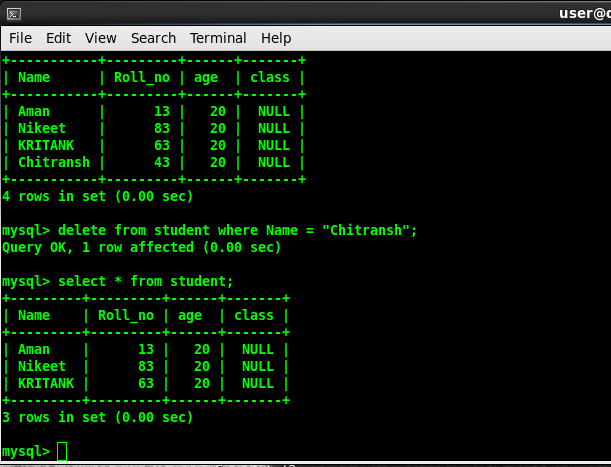 user@
File Edit View Search Terminal Help
+-----------+---------+------+-------+
| Name      | Roll_no | age  | class |
+-----------+---------+------+-------+
| Aman      |      13 |   20 |  NULL |
| Nikeet    |      83 |   20 |  NULL |
| KRITANK   |      63 |   20 |  NULL |
| Chitransh |      43 |   20 |  NULL |
+-----------+---------+------+-------+
4 rows in set (0.00 sec)
mysql> delete from student where Name = "Chitransh";
Query OK, 1 row affected (0.00 sec)
mysql> select * from student;
+---------+---------+------+-------+
| Name    | Roll_no | age  | class |
+---------+---------+------+-------+
| Aman    |      13 |   20 |  NULL |
| Nikeet  |      83 |   20 |  NULL |
| KRITANK |      63 |   20 |  NULL |
+---------+---------+------+-------+
3 rows in set (0.00 sec)
mysql>